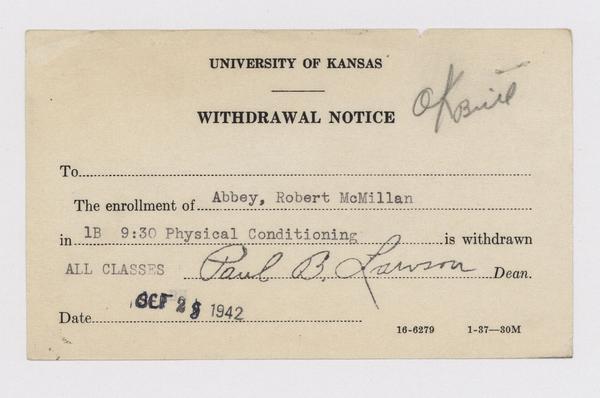 UNIVERSITY OF KANSAS
OK
WITHDRAWAL NOTICE
To
The enrollment of Abbey, Robert McMillan
in 1B 9:30 Physical Conditioning is withdrawn
ALL CLASSES Paul B. Lawson Dean.
Date 1942
16-6279 1-37—30M